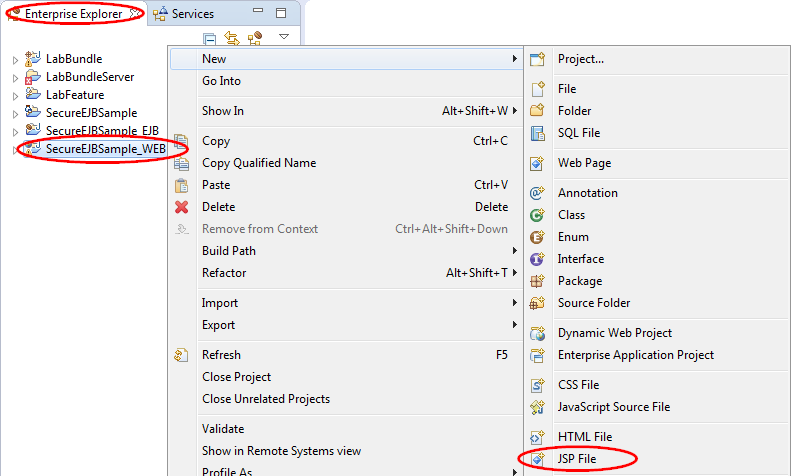 Enterprise Explorer
Services
LabBundle
LabBundleServer
LabFeature
SecureEJBSample
SecureEJBSample_EJB
SecureEJBSample_WEB
New
Go Into
Show In Alt+Shift+W
Copy Ctrl+C
Copy Qualified Name
Paste Ctrl+V
Delete Delete
Remove from Context Ctrl+Alt+Shift+Down
Build Path
Refactor Alt+Shift+T
Import
Export
Refresh F5
Close Project
Close Unrelated Projects
Validate
Show in Remote Systems view
Profile As
Project...
File
Folder
SQL File
Web Page
Annotation
Class
Enum
Interface
Package
Source Folder
Dynamic Web Project
Enterprise Application Project
CSS File
JavaScript Source File
HTML File
JSP File